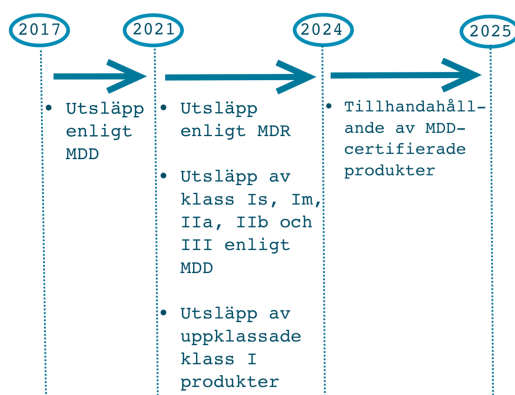 2017
2021
2024
2025
• Utsläpp
enligt
MDD
• Utsläpp
enligt MDR
• Utsläpp av
klass Is, Im,
IIa, IIb och
III enligt
MDD
• Utsläpp av
uppklassade
klass I
produkter
• Tillhandahåll-
ande av MDD-
certifierade
produkter